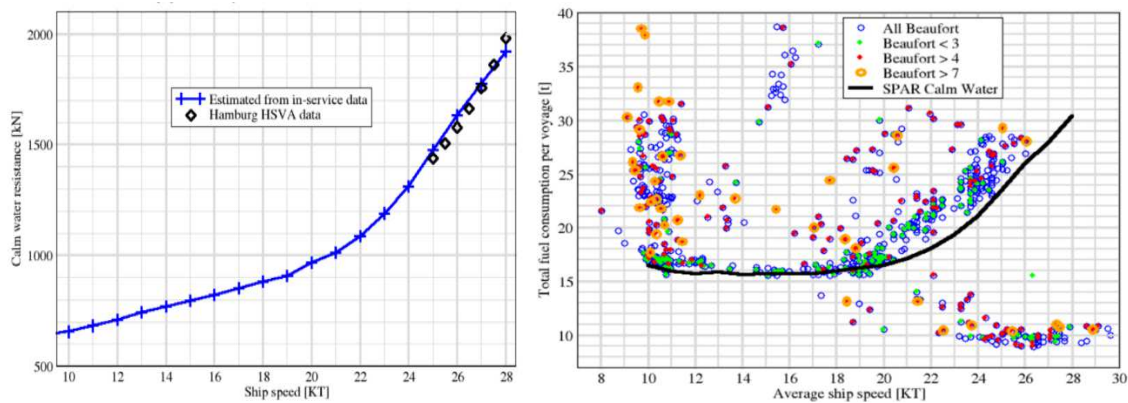 2000
1500
1000
500
Calm water resistance [kN]
Estimated from in-service data
Hamburg HSVA data
10 12 14 16 18 20 22 24 26 28
Ship speed [KT]
40
35
30
25
20
15
10
Total fuel consumption per voyage [t]
All Beaufort
Beaufort < 3
Beaufort > 4
Beaufort > 7
SPAR Calm Water
8 10 12 14 16 18 20 22 24 26 28 30
Average ship speed [KT]